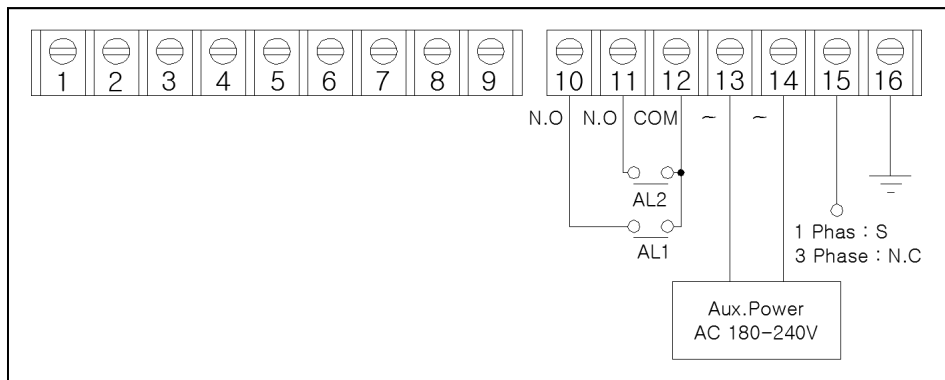 1 2 3 4 5 6 7 8 9 10 11 12 13 14 15 16
N.O N.O COM ~ ~
AL2
AL1
1 Phas : S
3 Phase : N.C
Aux.Power
AC 180-240V